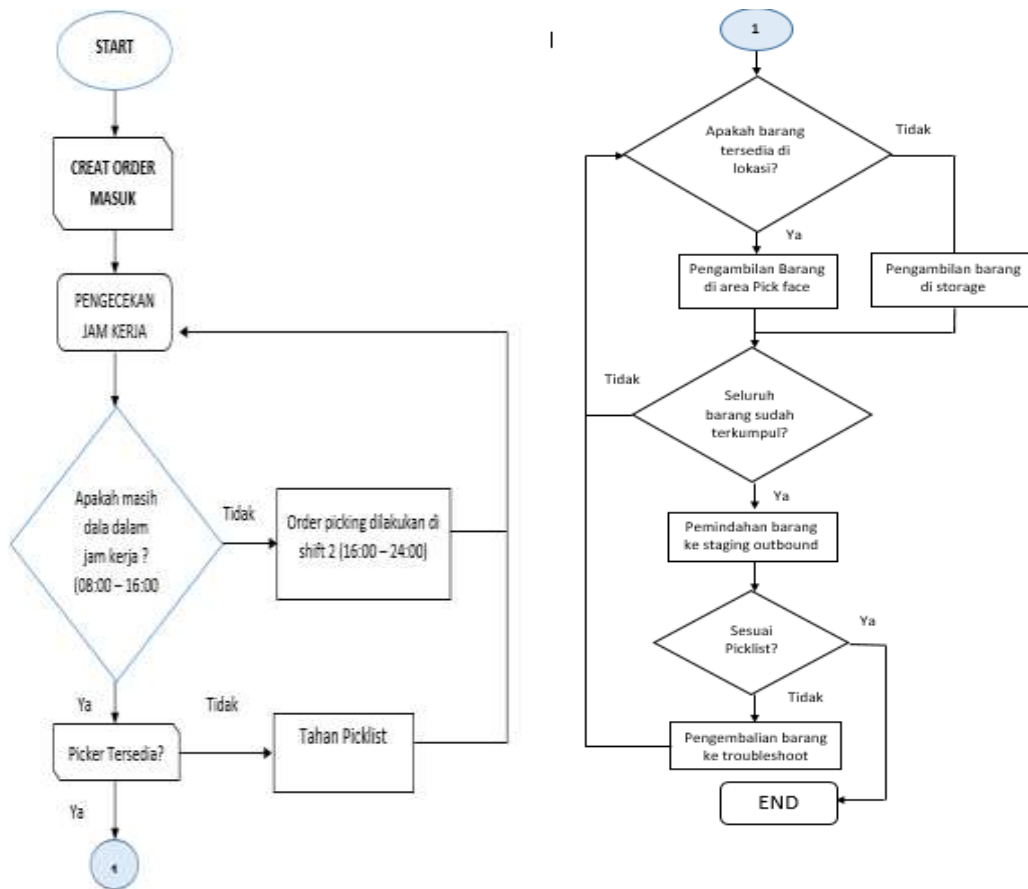 START
CREAT ORDER
MASUK
PENGECEKAN
JAM KERJA
Apakah masih
dala dalam
jam kerja ?
(08:00 – 16:00
Tidak
Order picking dilakukan di
shift 2 (16:00 – 24:00)
Ya
Tidak
Picker Tersedia?
Tahan Picklist
Ya
1
Apakah barang
tersedia di
lokasi?
Tidak
Ya
Pengambilan Barang
di area Pick face
Pengambilan barang
di storage
Tidak
Seluruh
barang sudah
terkumpul?
Ya
Pemindahan barang
ke staging outbound
Sesuai
Picklist?
Ya
Tidak
Pengembalian barang
ke troubleshoot
END